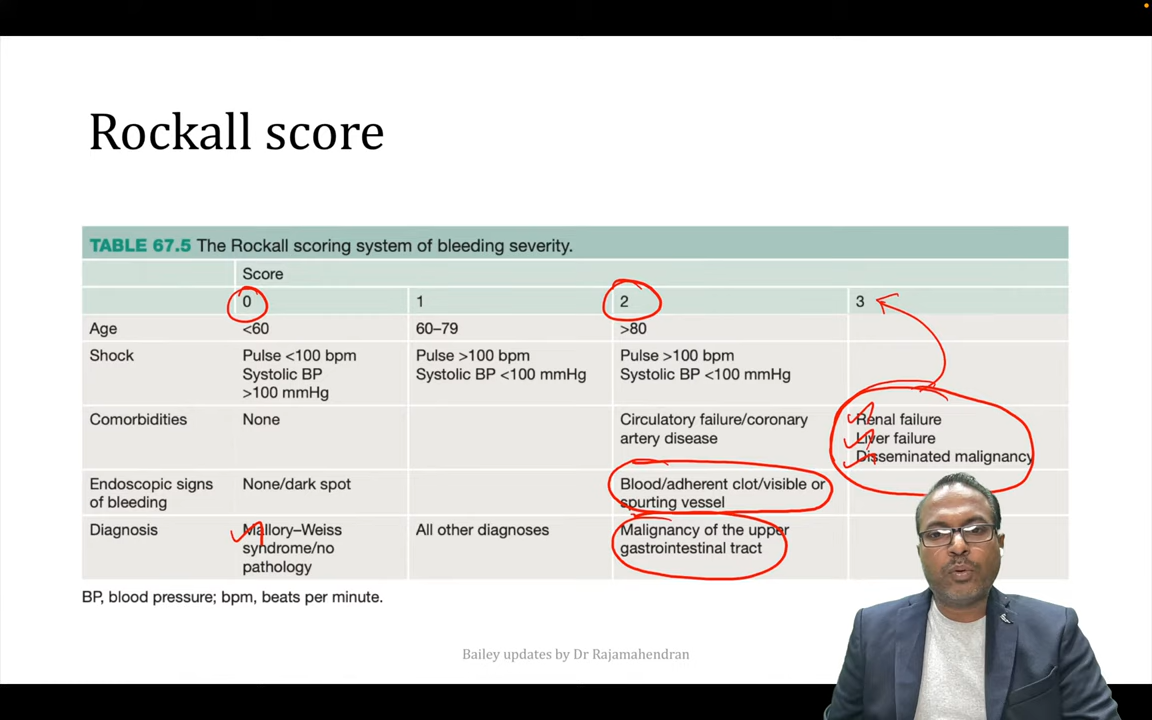 Rockall score
TABLE 67.5 The Rockall scoring system of bleeding severity.
Score
0 1 2 3
Age <60 60–79 >80
Shock Pulse <100 bpm Pulse >100 bpm Pulse >100 bpm
Systolic BP Systolic BP <100 mmHg Systolic BP <100 mmHg
>100 mmHg
Comorbidities None Circulatory failure/coronary Renal failure
artery disease Liver failure
Disseminated malignancy
Endoscopic signs None/dark spot Blood/adherent clot/visible or
of bleeding spurting vessel
Diagnosis Mallory–Weiss All other diagnoses Malignancy of the upper
syndrome/no gastrointestinal tract
pathology
BP, blood pressure; bpm, beats per minute.
Bailey updates by Dr Rajamahendran